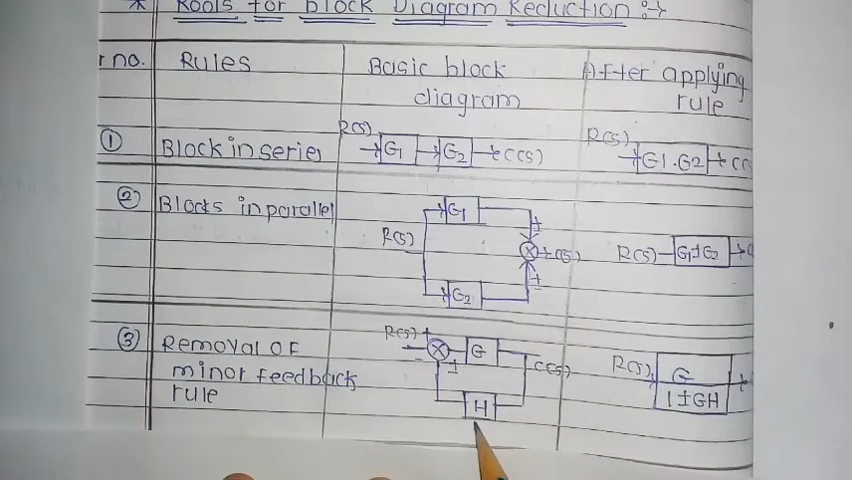 * Rools for block Diagram Reduction :→
r no. Rules Basic block diagram After applying rule
① Block in series R(s) G1 G2 C(s) R(s) G1.G2 C(s
② Blocks in parallel R(s) G1 ± C(s) ± G2 R(s) G1±G2 C
③ Removal of minor feedback rule R(s) + ± G C(s) H R(s) G 1±GH